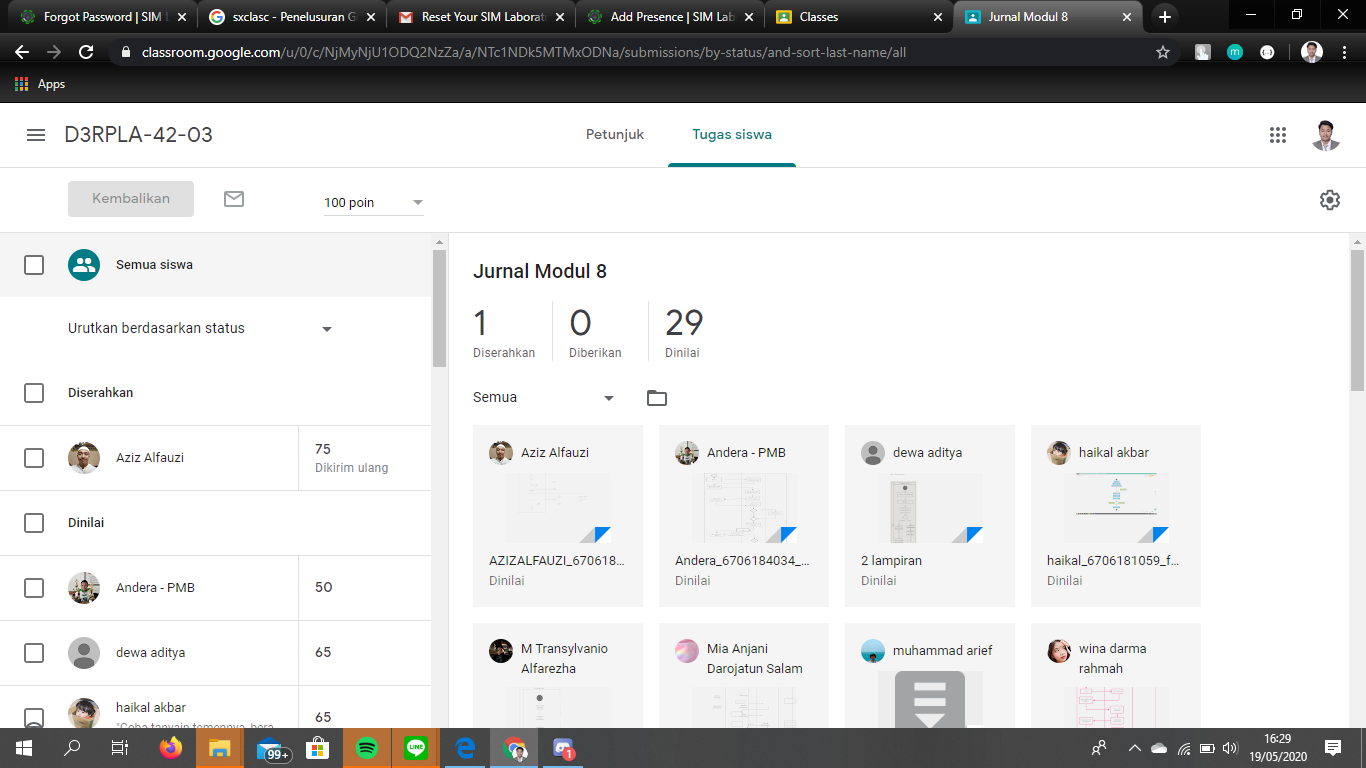 Forgot Password | SIM L
sxclasc - Penelusuran G
Reset Your SIM Laborat
Add Presence | SIM Lab
Classes
Jurnal Modul 8
classroom.google.com/u/0/c/NjMyNjU1ODQ2NzZa/a/NTc1NDk5MTMxODNa/submissions/by-status/and-sort-last-name/all
Apps
D3RPLA-42-03
Petunjuk
Tugas siswa
Kembalikan
100 poin
Semua siswa
Urutkan berdasarkan status
Diserahkan
Aziz Alfauzi
75
Dikirim ulang
Dinilai
Andera - PMB
50
dewa aditya
65
haikal akbar
65
Jurnal Modul 8
1
Diserahkan
0
Diberikan
29
Dinilai
Semua
Aziz Alfauzi
AZIZALFAUZI_670618...
Dinilai
Andera - PMB
Andera_6706184034_...
Dinilai
dewa aditya
2 lampiran
Dinilai
haikal akbar
haikal_6706181059_f...
Dinilai
M Transylvanio
Alfarezha
Mia Anjani
Darojatun Salam
muhammad arief
wina darma
rahmah
99+
1
16:29
19/05/2020